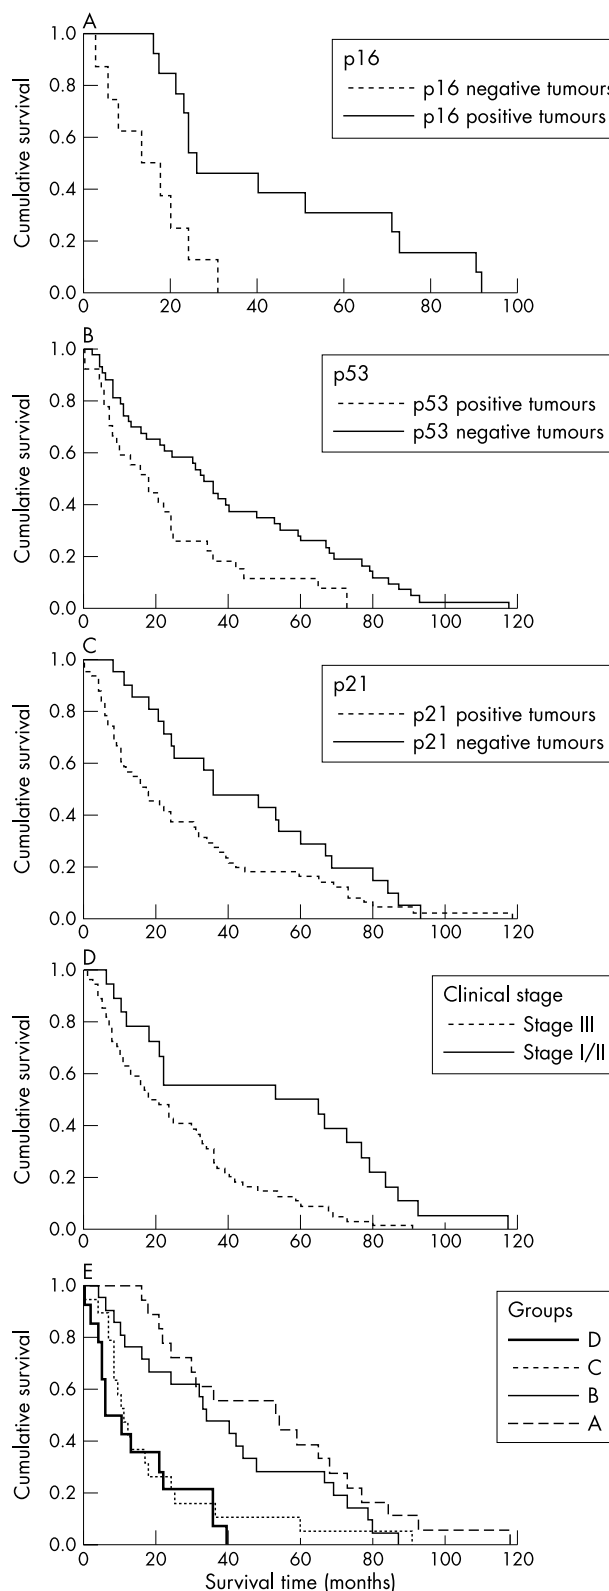 A
1.0
0.8
0.6
0.4
0.2
0.0
Cumulative survival
0 20 40 60 80 100
p16
p16 negative tumours
p16 positive tumours
B
1.0
0.8
0.6
0.4
0.2
0.0
Cumulative survival
0 20 40 60 80 100 120
p53
p53 positive tumours
p53 negative tumours
C
1.0
0.8
0.6
0.4
0.2
0.0
Cumulative survival
0 20 40 60 80 100 120
p21
p21 positive tumours
p21 negative tumours
D
1.0
0.8
0.6
0.4
0.2
0.0
Cumulative survival
0 20 40 60 80 100 120
Clinical stage
Stage III
Stage I/II
E
1.0
0.8
0.6
0.4
0.2
0.0
Cumulative survival
0 20 40 60 80 100 120
Survival time (months)
Groups
D
C
B
A